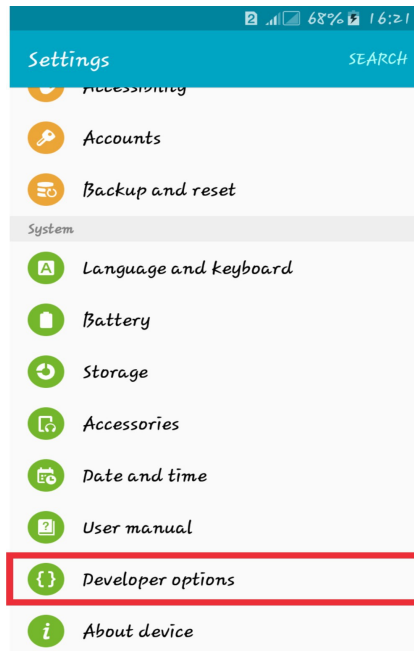 2 68% 16:21
Settings SEARCH
Accessibility
Accounts
Backup and reset
System
Language and keyboard
Battery
Storage
Accessories
Date and time
User manual
Developer options
About device